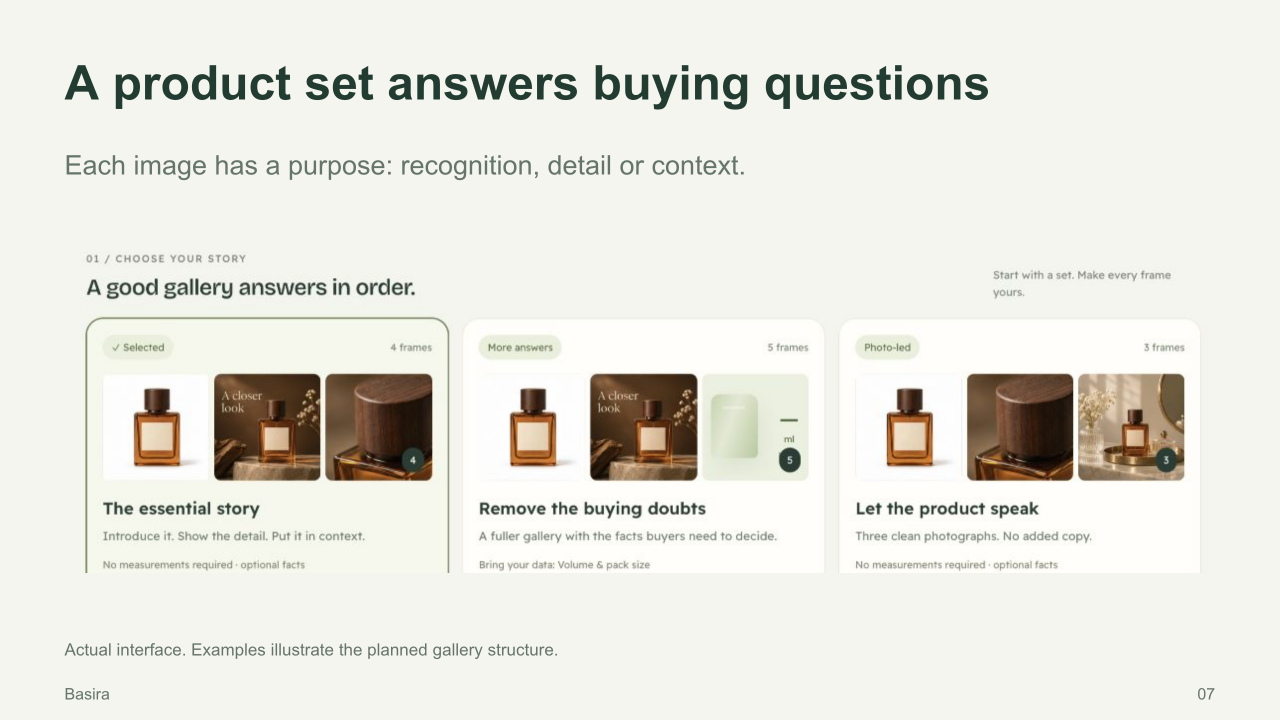 A product set answers buying questions
Each image has a purpose: recognition, detail or context.
01 / CHOOSE YOUR STORY
A good gallery answers in order.
Start with a set. Make every frame
yours.
✓ Selected
4 frames
A closer
look
4
The essential story
Introduce it. Show the detail. Put it in context.
No measurements required · optional facts
More answers
5 frames
A closer
look
ml
5
Remove the buying doubts
A fuller gallery with the facts buyers need to decide.
Bring your data: Volume & pack size
Photo-led
3 frames
3
Let the product speak
Three clean photographs. No added copy.
No measurements required · optional facts
Actual interface. Examples illustrate the planned gallery structure.
Basira
07